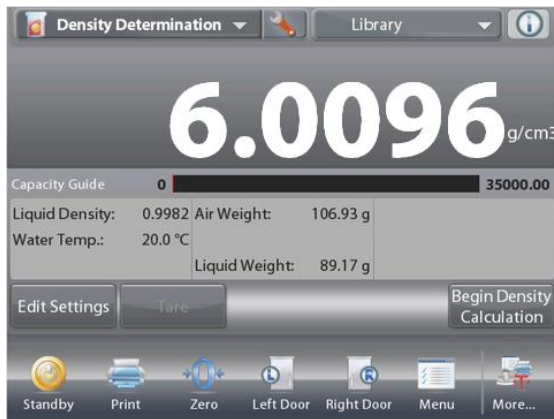 Density Determination
Library
6.0096 g/cm3
Capacity Guide 0 35000.00
Liquid Density: 0.9982 Air Weight: 106.93 g
Water Temp.: 20.0 °C
Liquid Weight: 89.17 g
Edit Settings Tare Begin Density
Calculation
L R
Standby Print Zero Left Door Right Door Menu More...